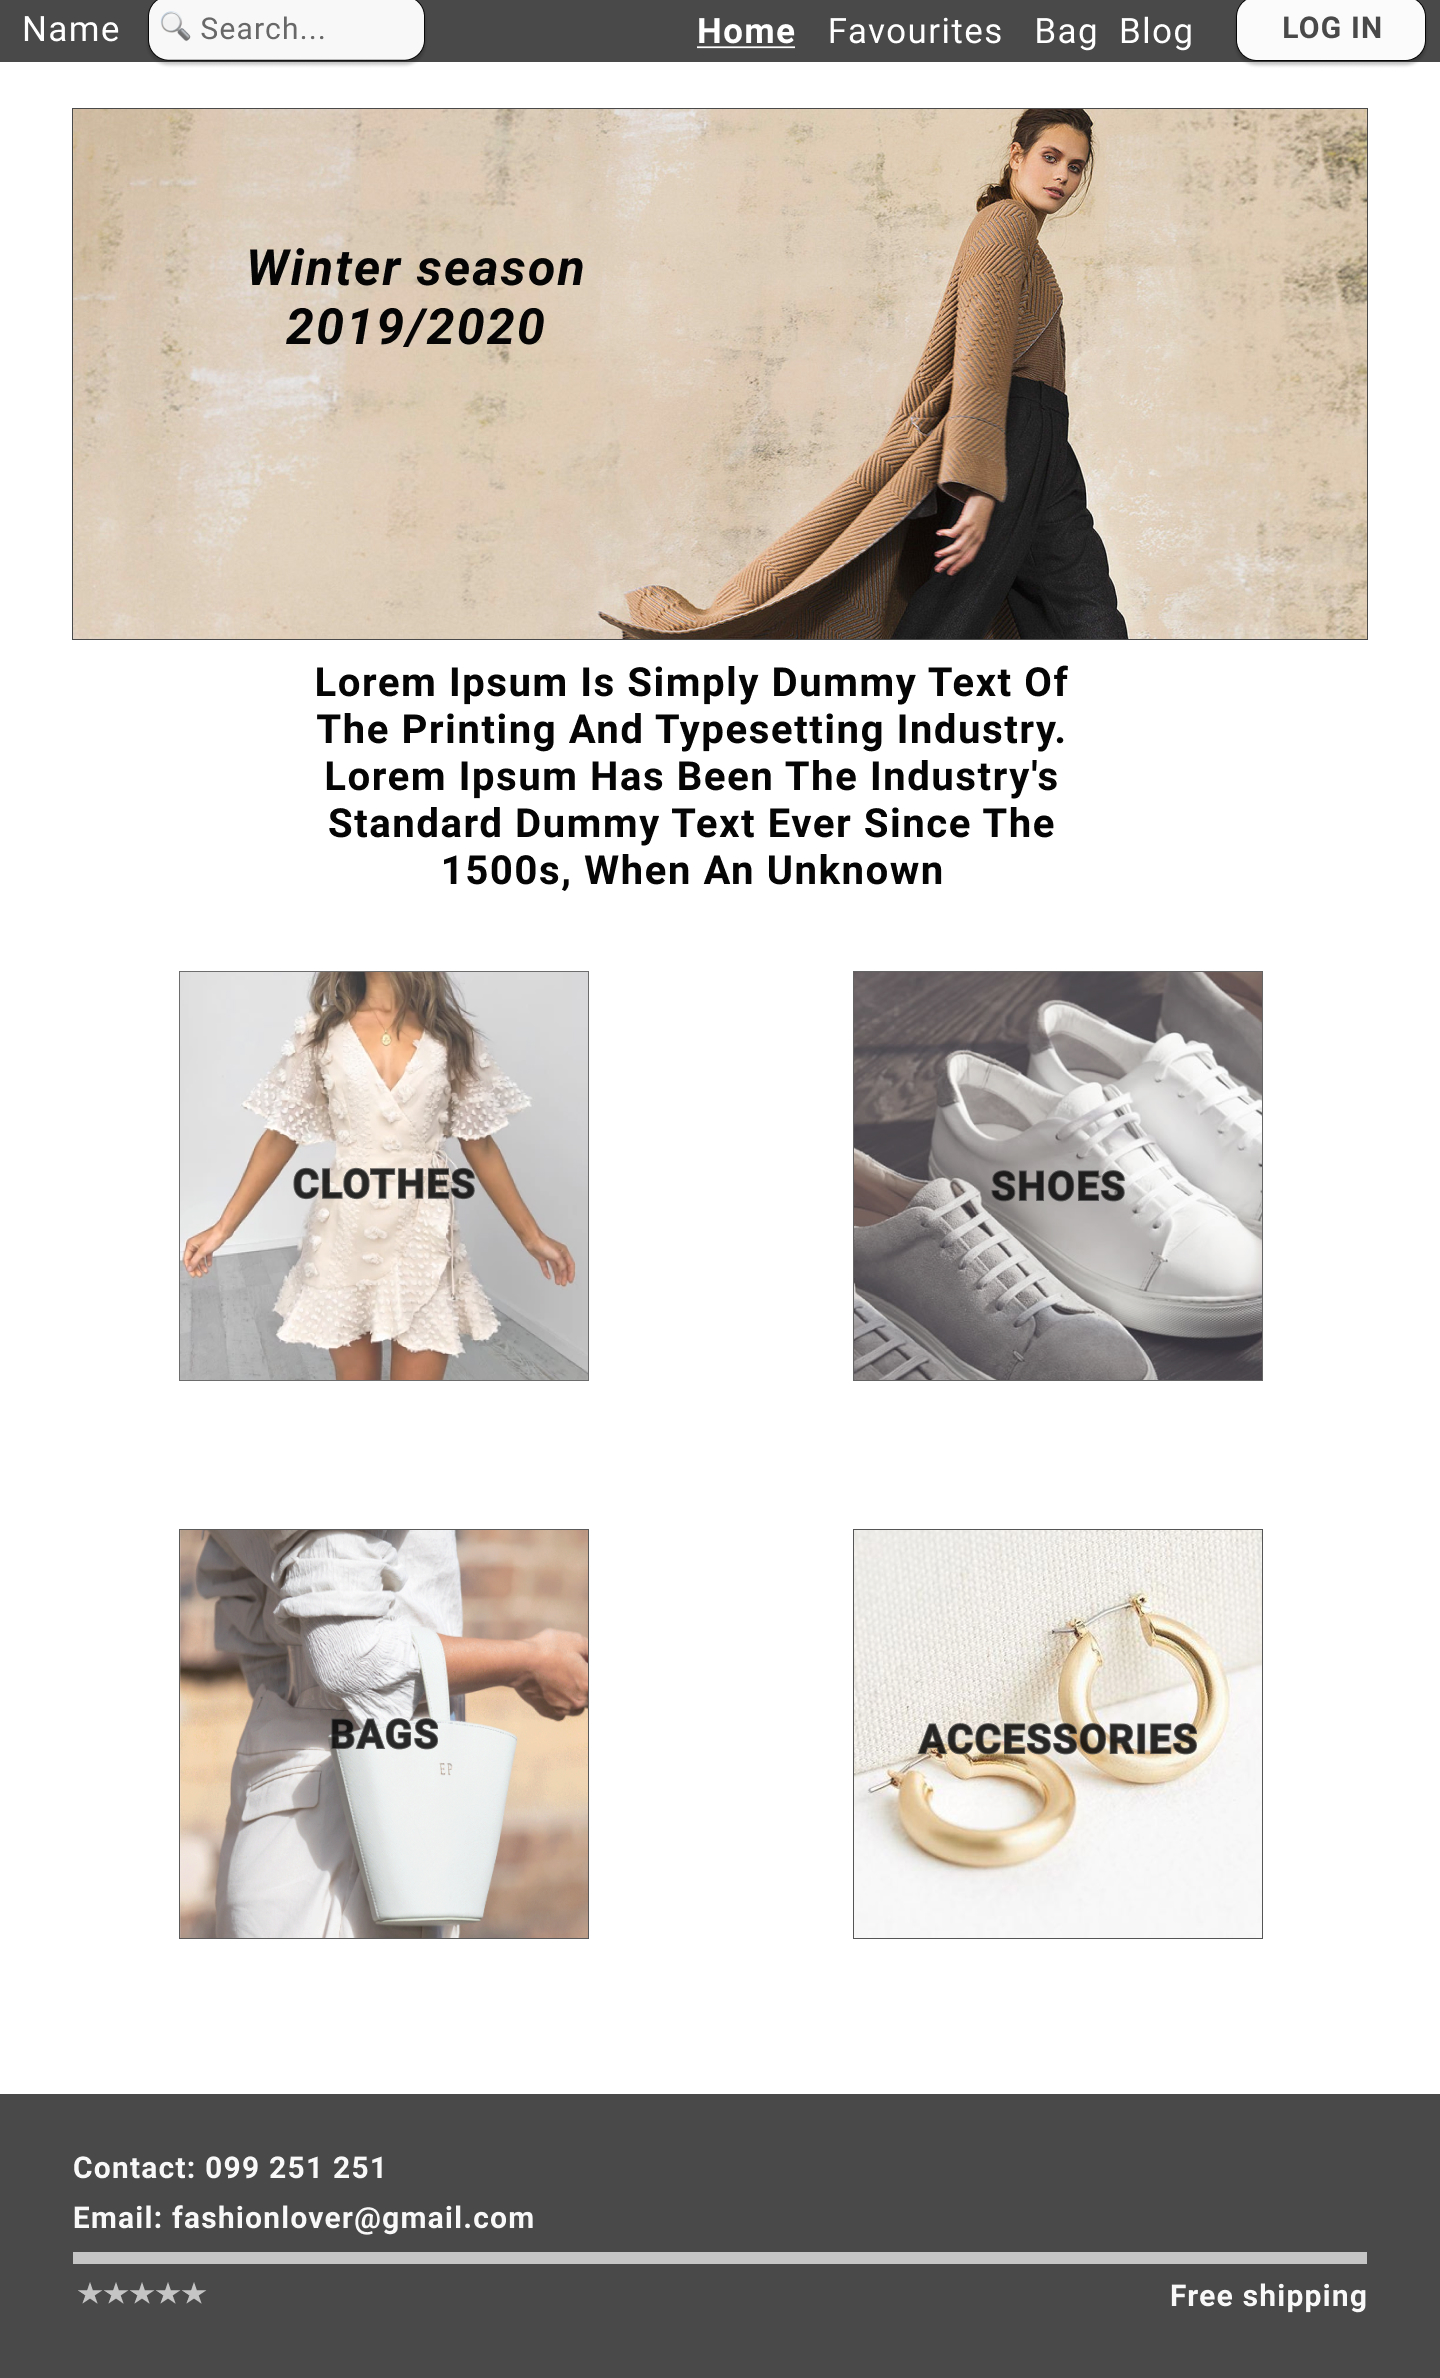 Name
Search...
Home Favourites Bag Blog
LOG IN
Winter season
2019/2020
Lorem Ipsum Is Simply Dummy Text Of
The Printing And Typesetting Industry.
Lorem Ipsum Has Been The Industry's
Standard Dummy Text Ever Since The
1500s, When An Unknown
CLOTHES
SHOES
BAGS
EP
ACCESSORIES
Contact: 099 251 251
Email: fashionlover@gmail.com
★★★★★
Free shipping